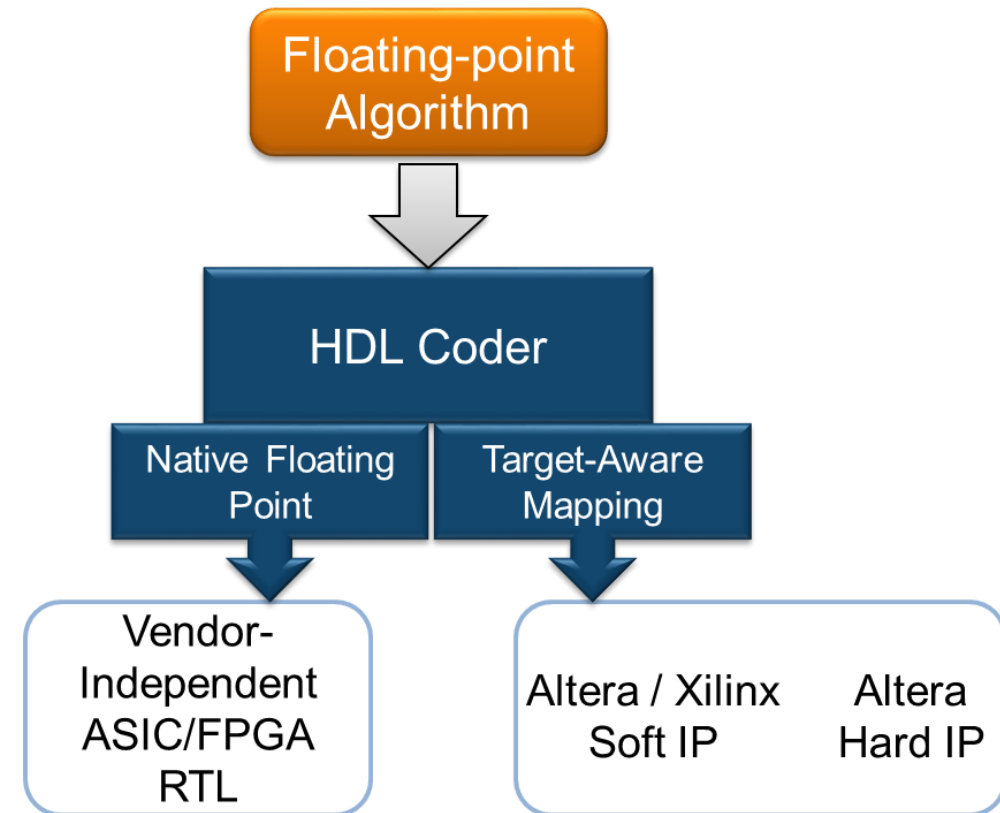 Floating-point
Algorithm
HDL Coder
Native Floating
Point
Target-Aware
Mapping
Vendor-
Independent
ASIC/FPGA
RTL
Altera / Xilinx
Soft IP
Altera
Hard IP